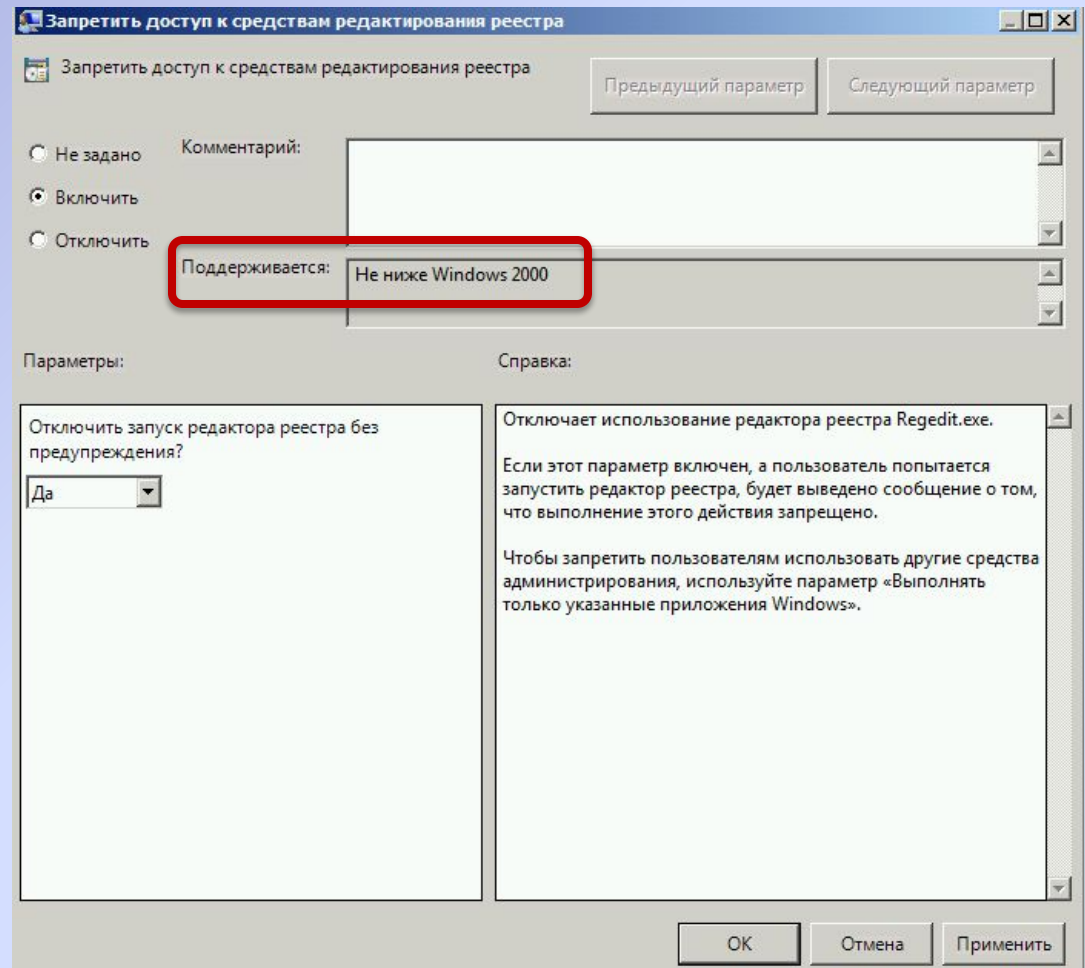 Запретить доступ к средствам редактирования реестра
Запретить доступ к средствам редактирования реестра
Предыдущий параметр
Следующий параметр
Не задано
Включить
Отключить
Комментарий:
Поддерживается:
Не ниже Windows 2000
Параметры:
Справка:
Отключить запуск редактора реестра без
предупреждения?
Да
Отключает использование редактора реестра Regedit.exe.
Если этот параметр включен, а пользователь попытается
запустить редактор реестра, будет выведено сообщение о том,
что выполнение этого действия запрещено.
Чтобы запретить пользователям использовать другие средства
администрирования, используйте параметр «Выполнять
только указанные приложения Windows».
ОК
Отмена
Применить